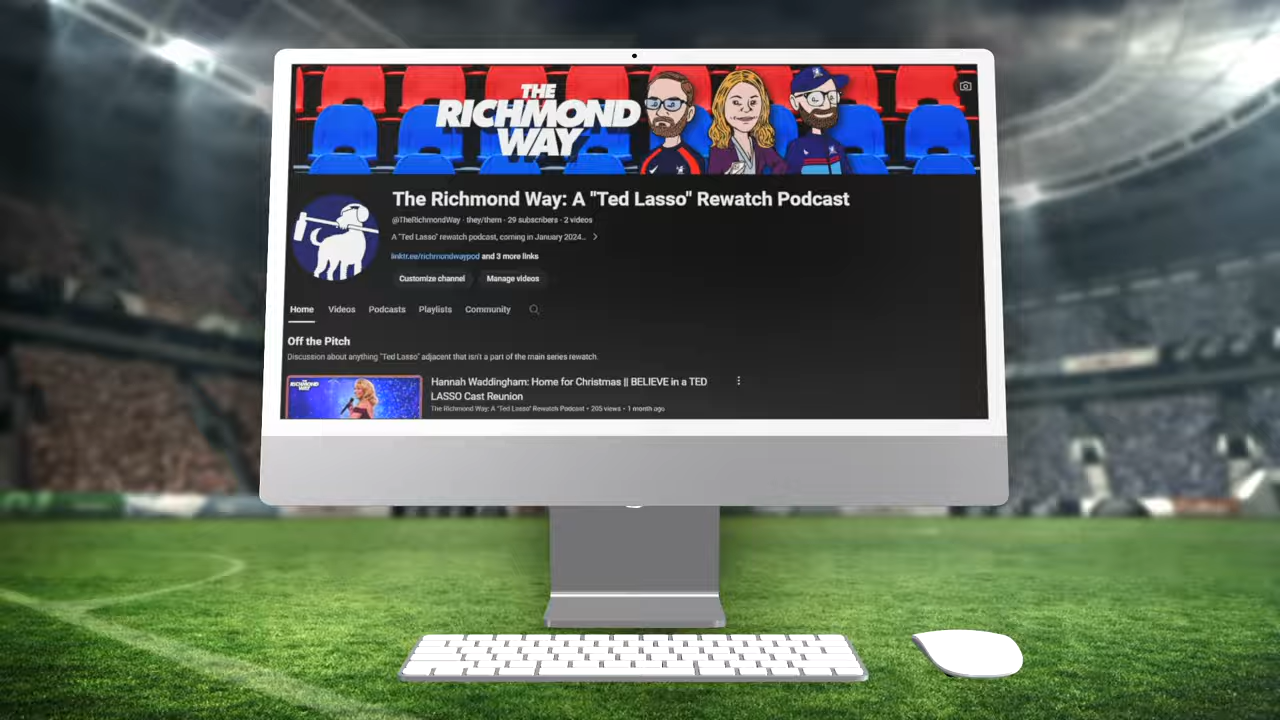 THE
RICHMOND
WAY
The Richmond Way: A "Ted Lasso" Rewatch Podcast
@TheRichmondWay · they/them · 29 subscribers · 2 videos
A "Ted Lasso" rewatch podcast, coming in January 2024...
linktr.ee/richmondwaypod and 3 more links
Customize channel Manage videos
Home Videos Podcasts Playlists Community
Off the Pitch
Discussion about anything "Ted Lasso" adjacent that isn't a part of the main series rewatch.
THE
RICHMOND
WAY
Hannah Waddingham: Home for Christmas || BELIEVE in a TED
LASSO Cast Reunion
The Richmond Way: A "Ted Lasso" Rewatch Podcast • 205 views • 1 month ago